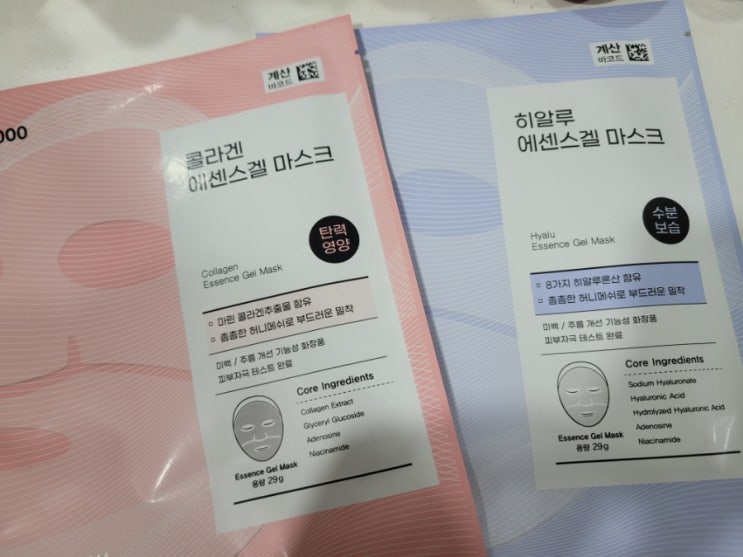 000
계산
바코드
콜라겐
에센스겔 마스크
탄력
영양
Collagen
Essence Gel Mask
마린 콜라겐추출물 함유
촘촘한 허니메쉬로 부드러운 밀착
미백 / 주름 개선 기능성 화장품
피부자극 테스트 완료
Core Ingredients
Collagen Extract
Glyceryl Glucoside
Adenosine
Niacinamide
Essence Gel Mask
용량 29g
계산
바코드
히알루
에센스겔 마스크
수분
보습
Hyalu
Essence Gel Mask
8가지 히알루론산 함유
촘촘한 허니메쉬로 부드러운 밀착
미백 / 주름 개선 기능성 화장품
피부자극 테스트 완료
Core Ingredients
Sodium Hyaluronate
Hyaluronic Acid
Hydrolyzed Hyaluronic Acid
Adenosine
Niacinamide
Essence Gel Mask
용량 29g